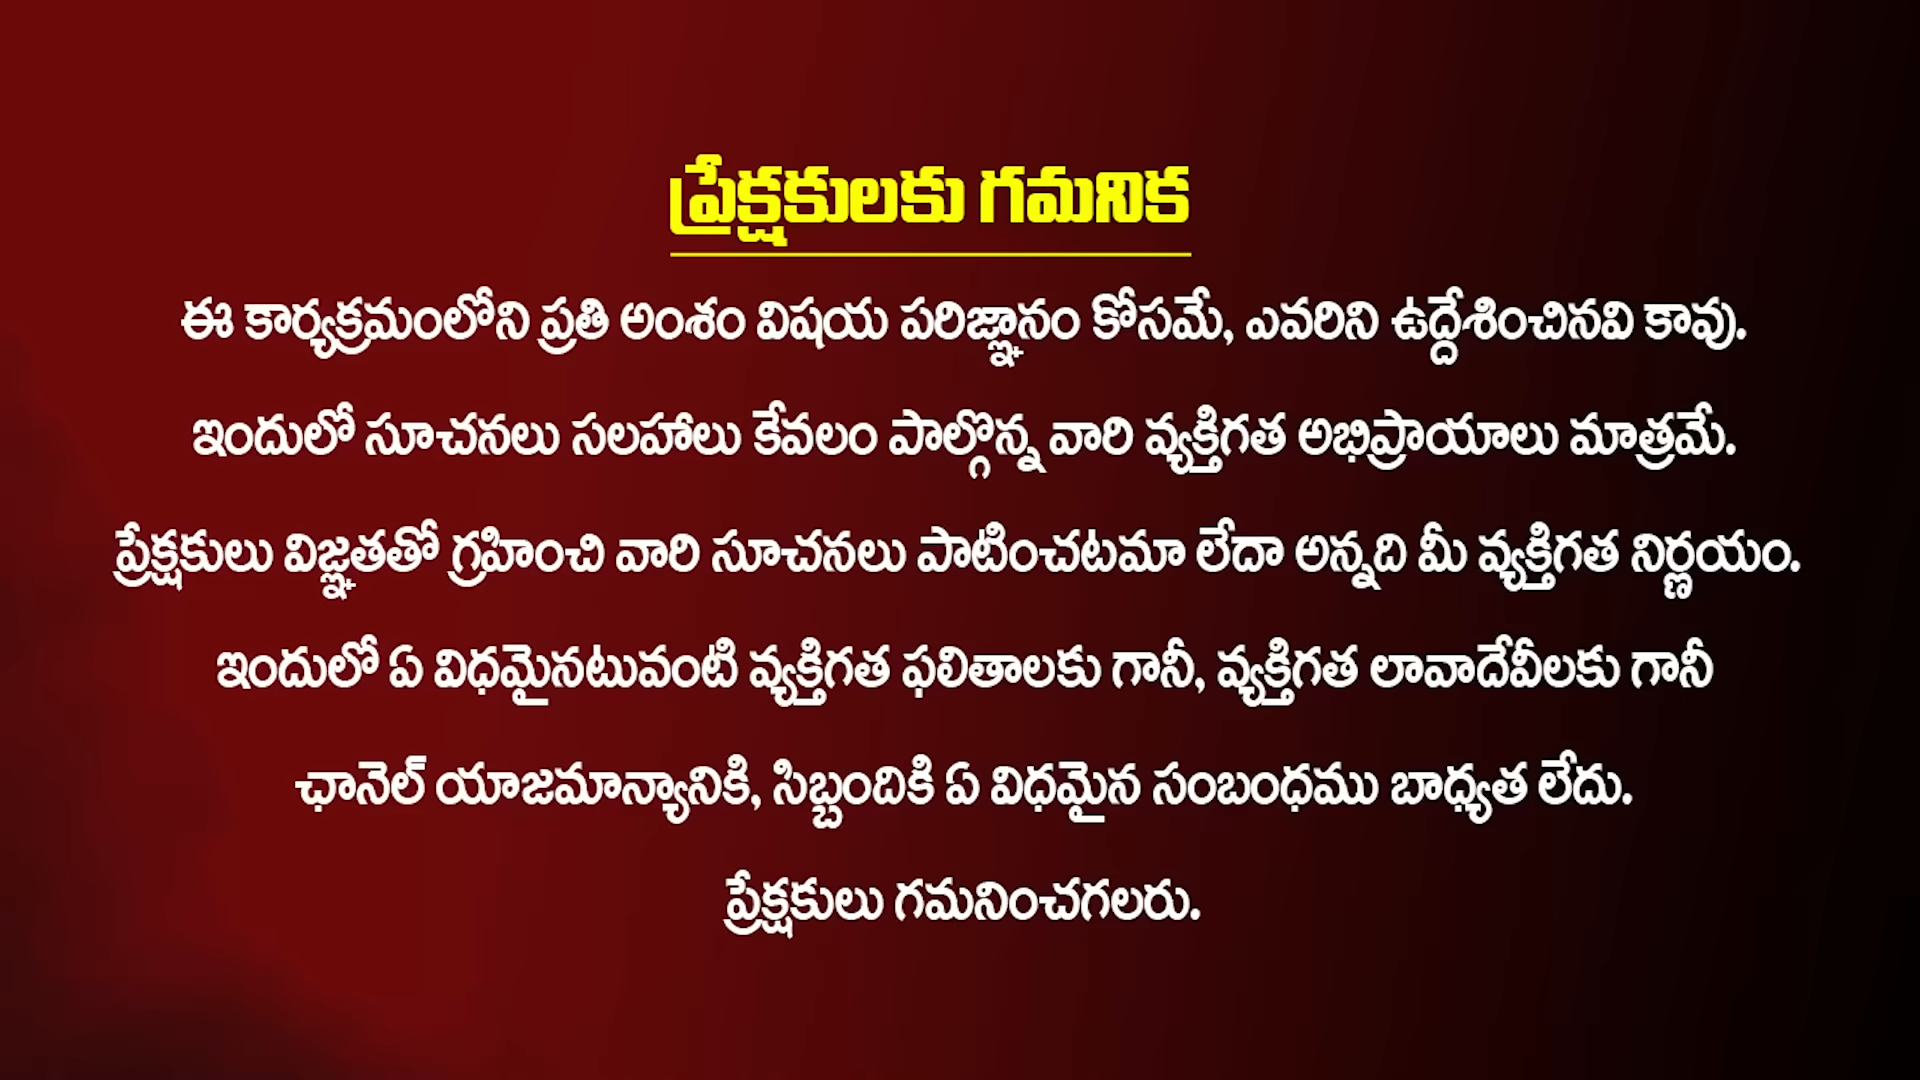 ప్రేక్షకులకు గమనిక
ఈ కార్యక్రమంలోని ప్రతి అంశం విషయ పరిజ్ఞానం కోసమే, ఎవరిని ఉద్దేశించినవి కావు.
ఇందులో సూచనలు సలహాలు కేవలం పాల్గొన్న వారి వ్యక్తిగత అభిప్రాయాలు మాత్రమే.
ప్రేక్షకులు విజ్ఞతతో గ్రహించి వారి సూచనలు పాటించటమా లేదా అన్నది మీ వ్యక్తిగత నిర్ణయం.
ఇందులో ఏ విధమైనటువంటి వ్యక్తిగత ఫలితాలకు గానీ, వ్యక్తిగత లావాదేవీలకు గానీ
ఛానెల్ యాజమాన్యానికి, సిబ్బందికి ఏ విధమైన సంబంధము బాధ్యత లేదు.
ప్రేక్షకులు గమనించగలరు.